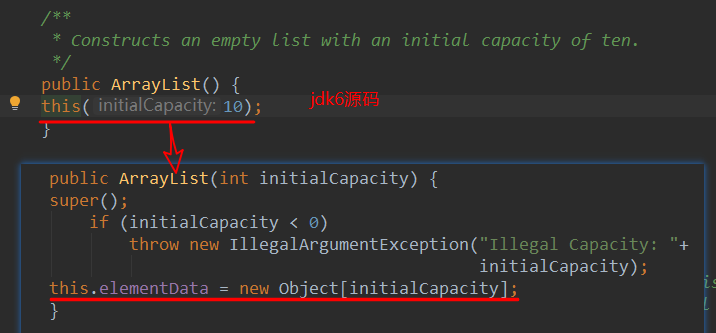 /**
 * Constructs an empty list with an initial capacity of ten.
 */
public ArrayList() {
this( initialCapacity: 10);
jdk6源码
}
public ArrayList(int initialCapacity) {
super();
    if (initialCapacity < 0)
        throw new IllegalArgumentException("Illegal Capacity: "+
                                           initialCapacity);
this.elementData = new Object[initialCapacity];
}